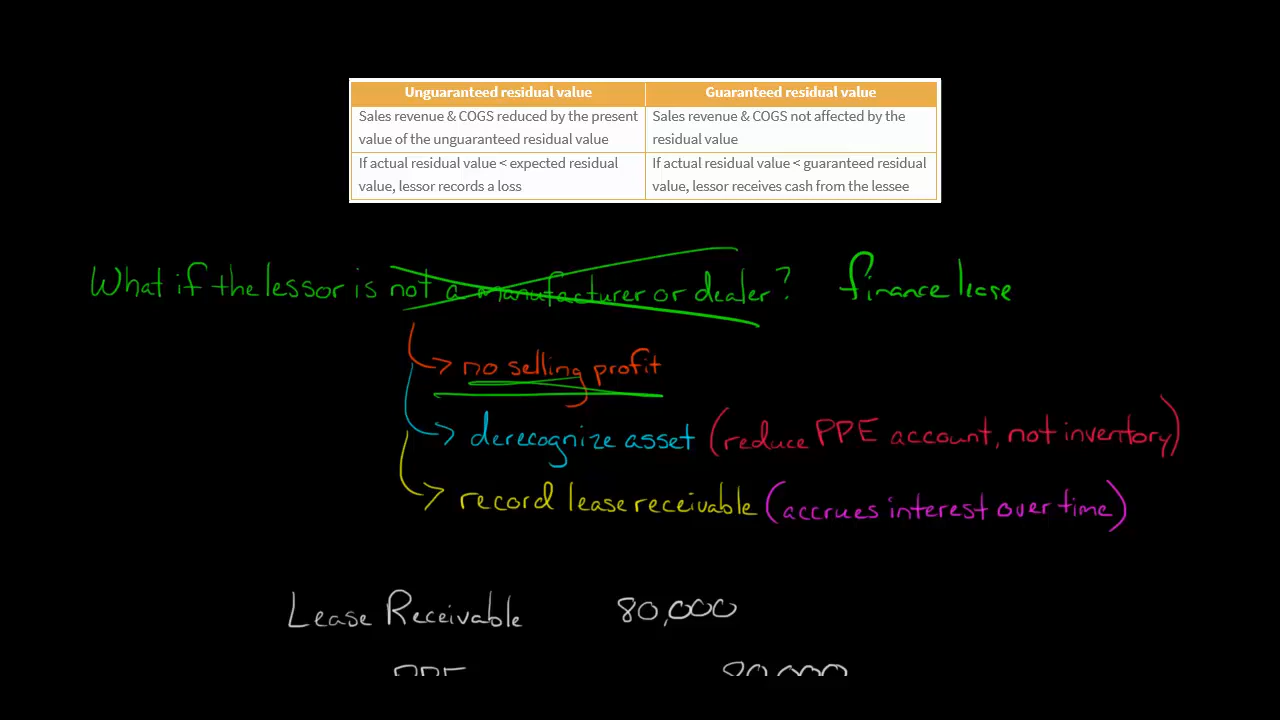 Unguaranteed residual value
Guaranteed residual value
Sales revenue & COGS reduced by the present
value of the unguaranteed residual value
Sales revenue & COGS not affected by the
residual value
If actual residual value < expected residual
value, lessor records a loss
If actual residual value < guaranteed residual
value, lessor receives cash from the lessee
What if the lessor is not a manufacturer or dealer? finance lease
no selling profit
derecognize asset (reduce PPE account, not inventory)
record lease receivable (accrues interest over time)
Lease Receivable 80,000